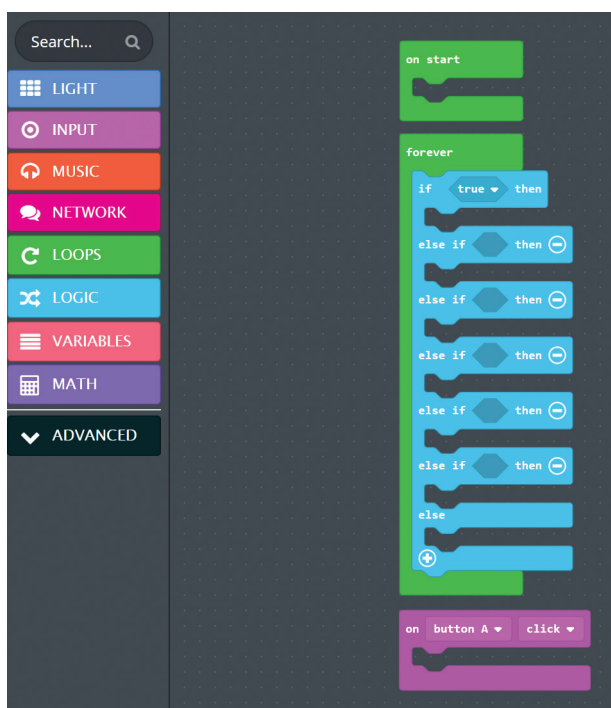 Search...
LIGHT
INPUT
MUSIC
NETWORK
LOOPS
LOGIC
VARIABLES
MATH
ADVANCED
on start
forever
if true then
else if then
else if then
else if then
else if then
else if then
else
on button A click